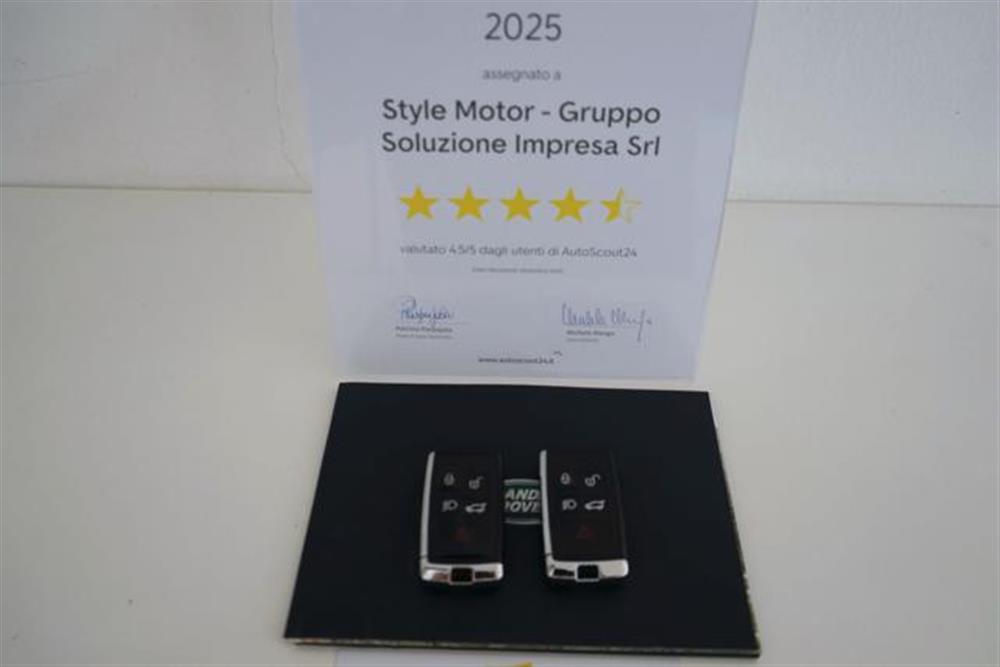 2025
assegnato a
Style Motor - Gruppo
Soluzione Impresa Srl
valutato 4.5/5 dagli utenti di AutoScout24
www.autoscout24.it